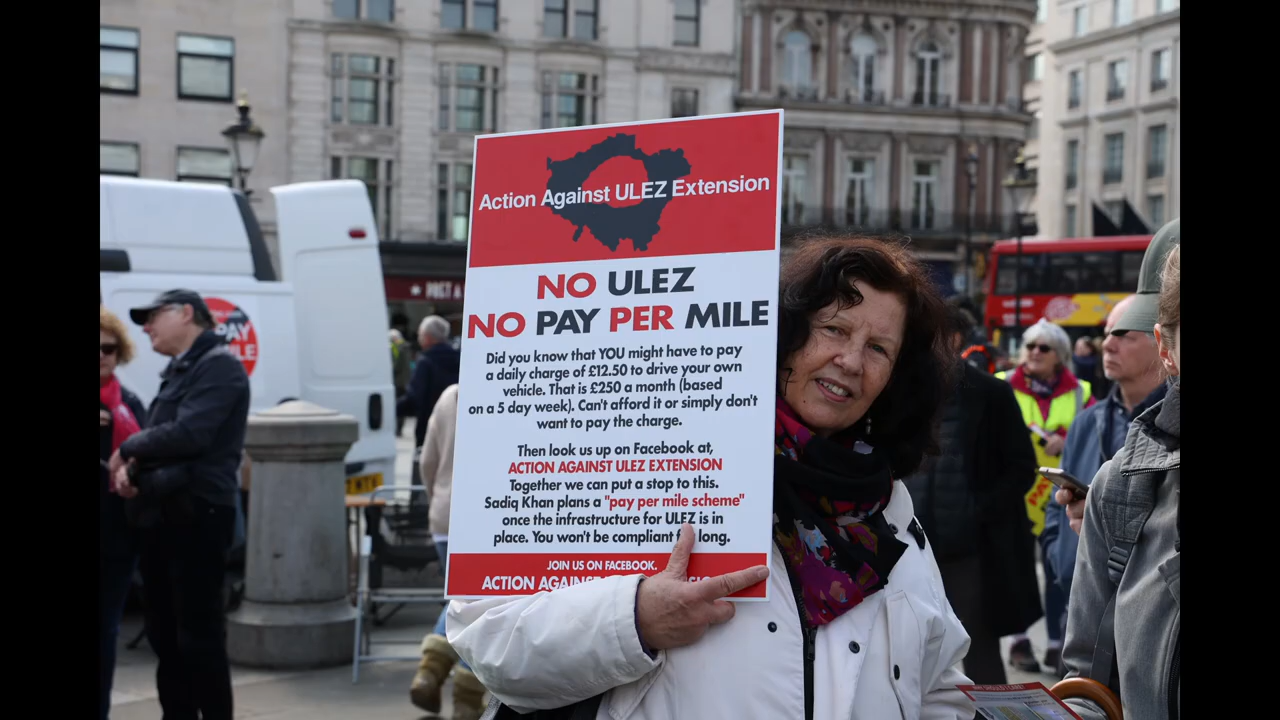 Action Against ULEZ Extension
NO ULEZ
NO PAY PER MILE
Did you know that YOU might have to pay
a daily charge of £12.50 to drive your own
vehicle. That is £250 a month (based
on a 5 day week). Can't afford it or simply don't
want to pay the charge.
Then look us up on Facebook at,
ACTION AGAINST ULEZ EXTENSION
Together we can put a stop to this.
Sadiq Khan plans a "pay per mile scheme"
once the infrastructure for ULEZ is in
place. You won't be compliant long.
JOIN US ON FACEBOOK.
ACTION
PAY
MILE